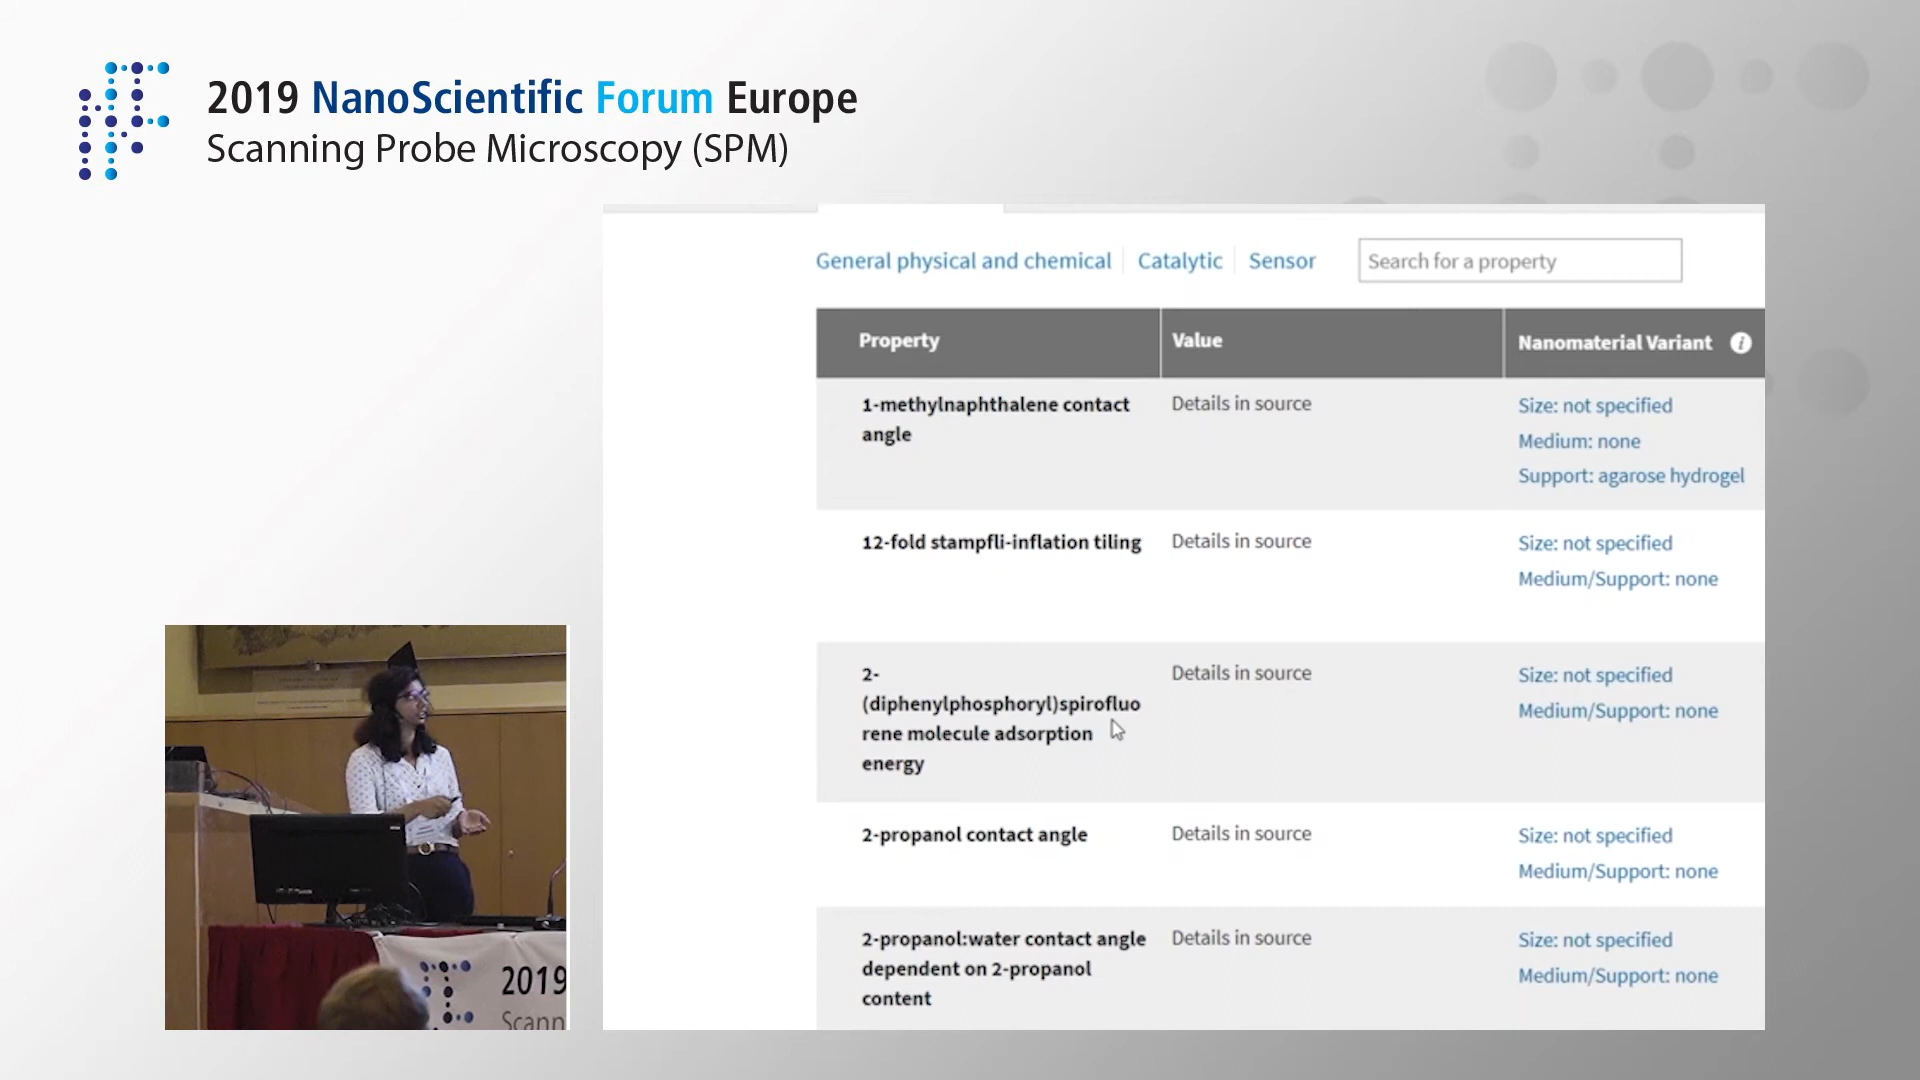 2019 NanoScientific Forum Europe
Scanning Probe Microscopy (SPM)
General physical and chemical
Catalytic
Sensor
Search for a property
Property
Value
Nanomaterial Variant
1-methylnaphthalene contact
angle
Details in source
Size: not specified
Medium: none
Support: agarose hydrogel
12-fold stampfli-inflation tiling
Details in source
Size: not specified
Medium/Support: none
2-
(diphenylphosphoryl)spirofluo
rene molecule adsorption
energy
Details in source
Size: not specified
Medium/Support: none
2-propanol contact angle
Details in source
Size: not specified
Medium/Support: none
2-propanol:water contact angle
dependent on 2-propanol
content
Details in source
Size: not specified
Medium/Support: none
2019
Scann